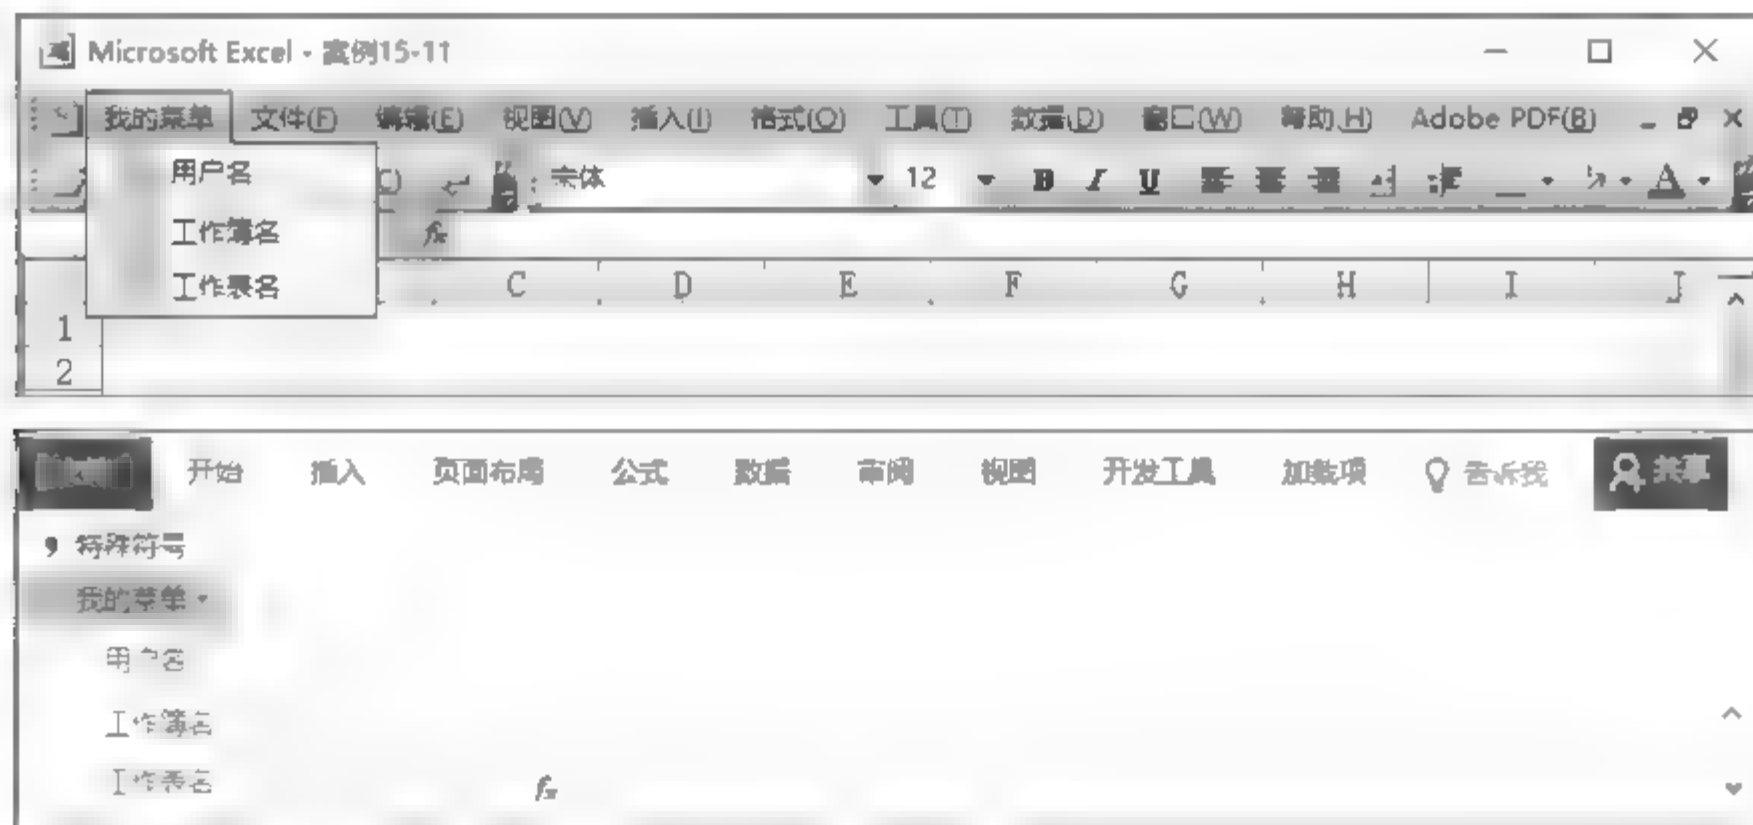 Microsoft Excel - 案例15-11
我的菜单 文件(F) 编辑(E) 视图(V) 插入(I) 格式(O) 工具(T) 数据(D) 窗口(W) 帮助(H) Adobe PDF(B)
用户名 宋体 12 B I U A
工作簿名 fx
工作表名 C D E F G H I J
1
2
开始 插入 页面布局 公式 数据 审阅 视图 开发工具 加载项 告诉我 共享
特殊符号
我的菜单
用户名
工作簿名
工作表名 fx